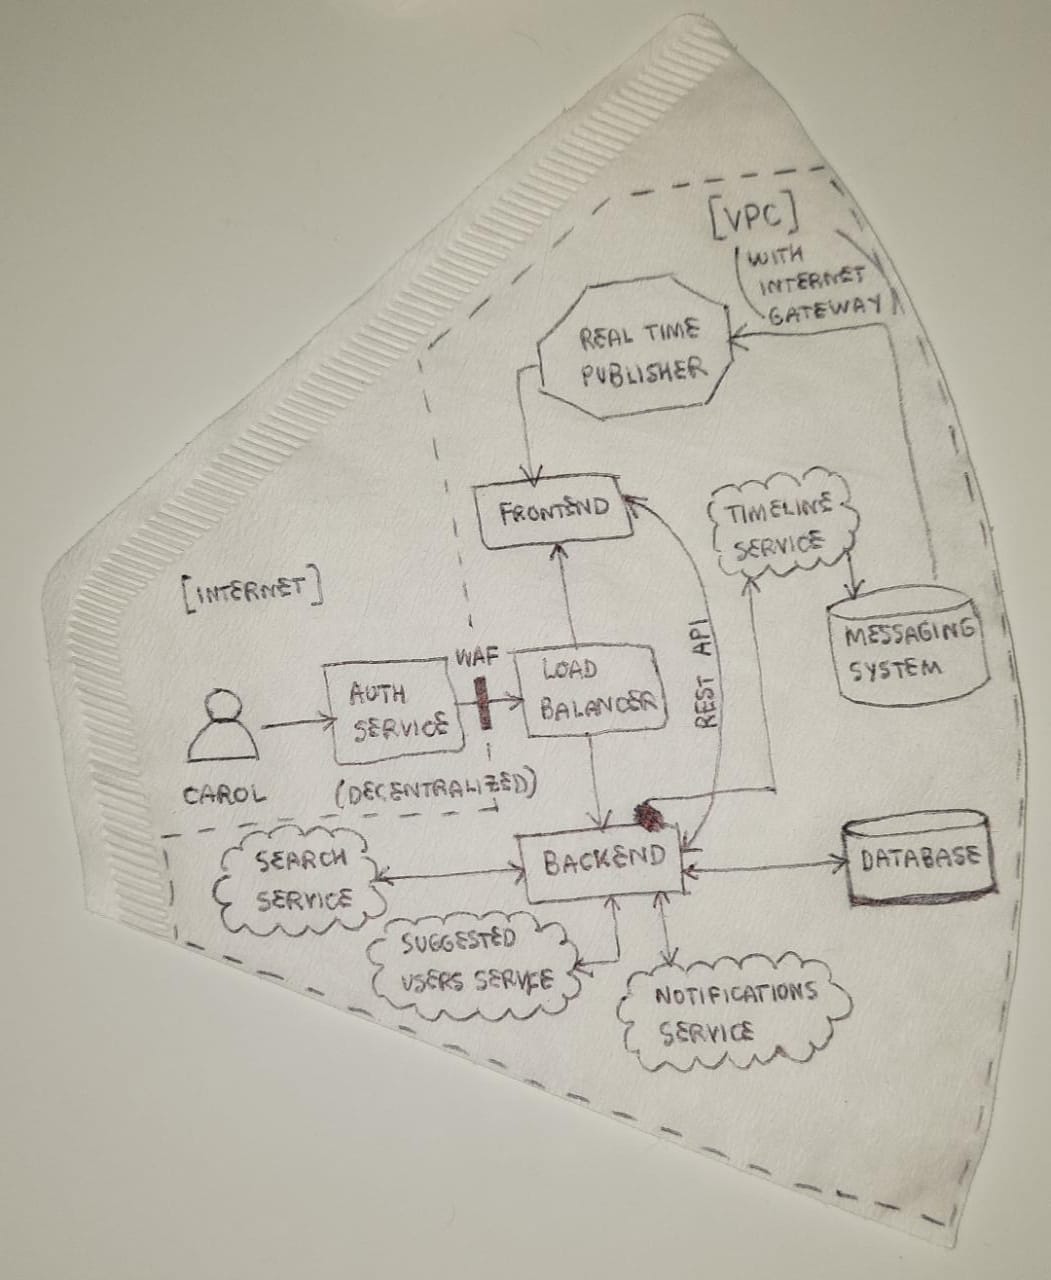 [VPC]
(WITH
INTERNET
GATEWAY)
REAL TIME
PUBLISHER
FRONTEND
TIMELINE
SERVICE
[INTERNET]
MESSAGING
SYSTEM
REST API
WAF
LOAD
BALANCER
AUTH
SERVICE
CAROL
(DECENTRALIZED)
SEARCH
SERVICE
BACKEND
DATABASE
SUGGESTED
USERS SERVICE
NOTIFICATIONS
SERVICE